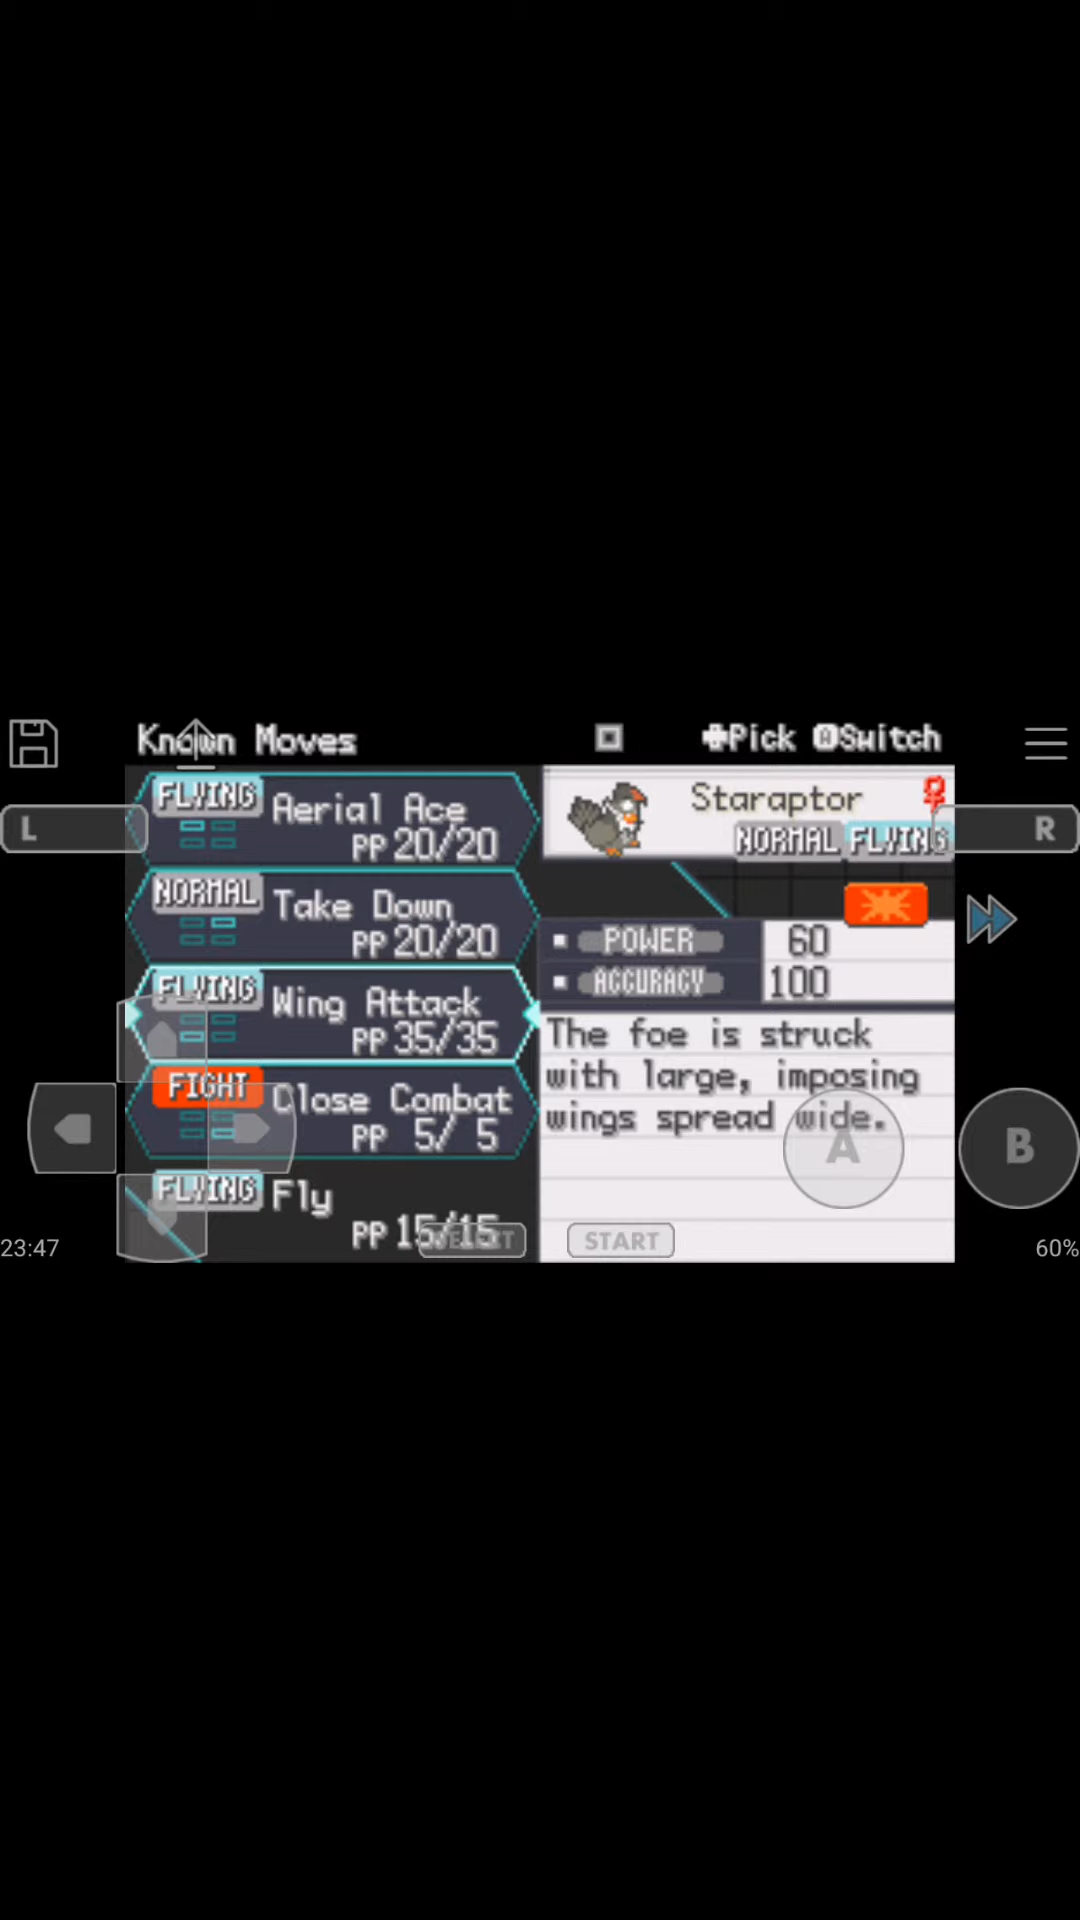 Known Moves
Pick Switch
L
FLYING Aerial Ace
PP 20/20
NORMAL Take Down
PP 20/20
FLYING Wing Attack
PP 35/35
FIGHT Close Combat
PP 5/ 5
FLYING Fly
PP 15/15
Staraptor ♀
NORMAL FLYING
R
POWER 60
ACCURACY 100
The foe is struck
with large, imposing
wings spread wide.
A
B
START
23:47
60%